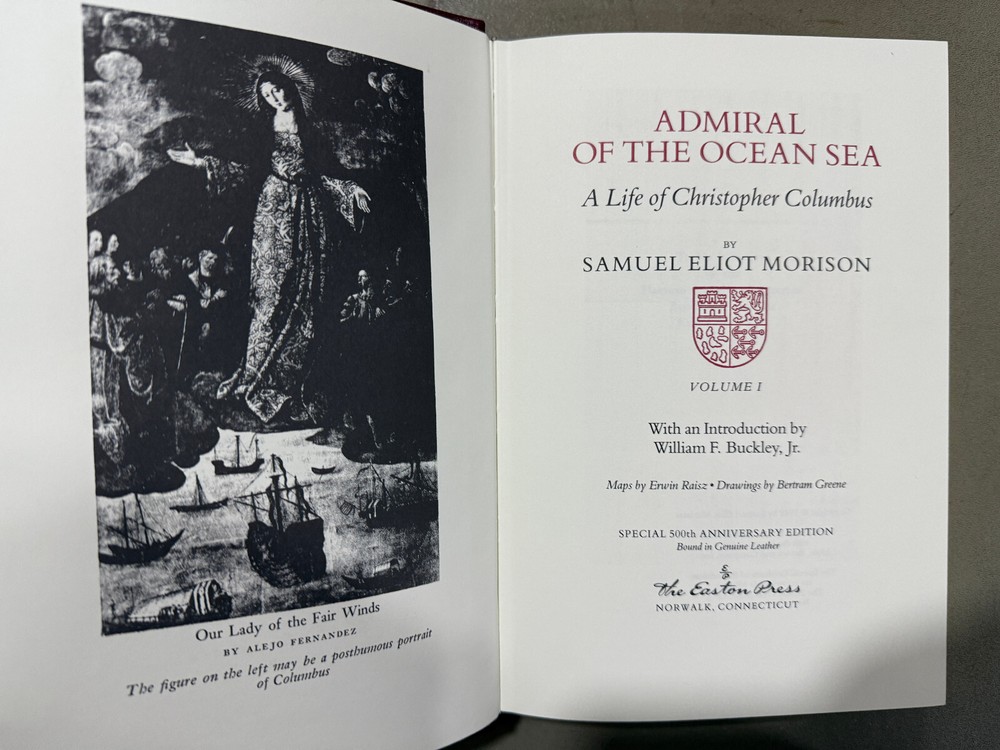 Our Lady of the Fair Winds
BY ALEJO FERNANDEZ
The figure on the left may be a posthumous portrait
of Columbus
ADMIRAL
OF THE OCEAN SEA
A Life of Christopher Columbus
BY
SAMUEL ELIOT MORISON
VOLUME I
With an Introduction by
William F. Buckley, Jr.
Maps by Erwin Raisz • Drawings by Bertram Greene
SPECIAL 500th ANNIVERSARY EDITION
Bound in Genuine Leather
The Easton Press
NORWALK, CONNECTICUT